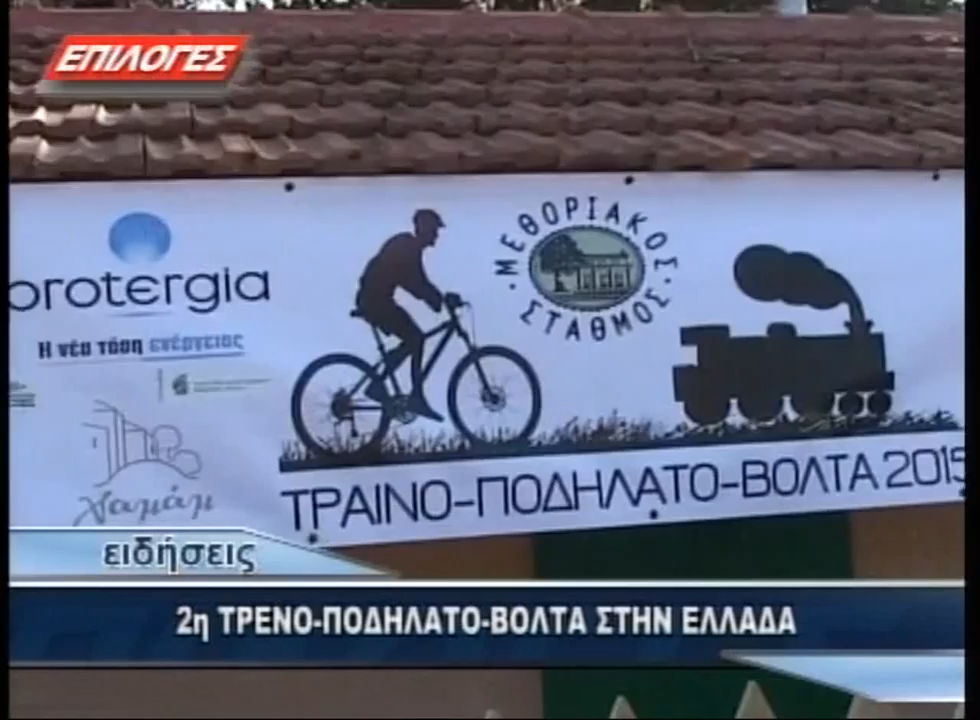 ΕΠΙΛΟΓΕΣ
protergia
Η νέα τάση ενέργειας
ΜΕΘΟΡΙΑΚΟΣ
ΣΤΑΘΜΟΣ
Χαμάμ
ΤΡΑΙΝΟ-ΠΟΔΗΛΑΤΟ-ΒΟΛΤΑ 2015
ειδήσεις
2η ΤΡΕΝΟ-ΠΟΔΗΛΑΤΟ-ΒΟΛΤΑ ΣΤΗΝ ΕΛΛΑΔΑ